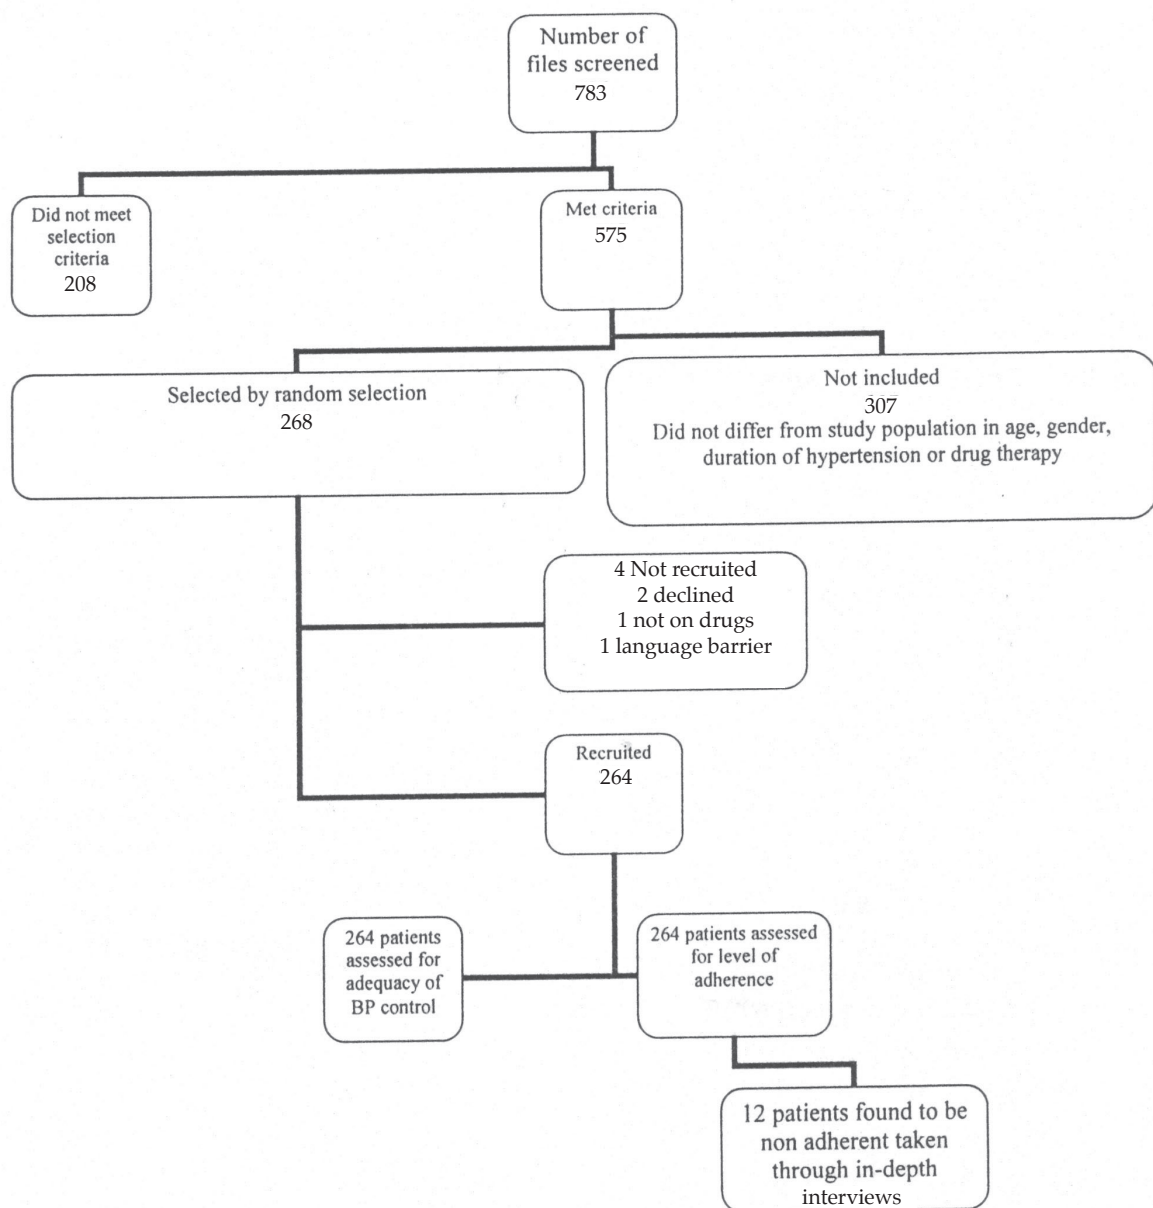 Number of
files screened
783
Did not meet
selection
criteria
208
Met criteria
575
Selected by random selection
268
Not included
307
Did not differ from study population in age, gender,
duration of hypertension or drug therapy
4 Not recruited
2 declined
1 not on drugs
1 language barrier
Recruited
264
264 patients
assessed for
adequacy of
BP control
264 patients assessed
for level of
adherence
12 patients found to be
non adherent taken
through in-depth
interviews